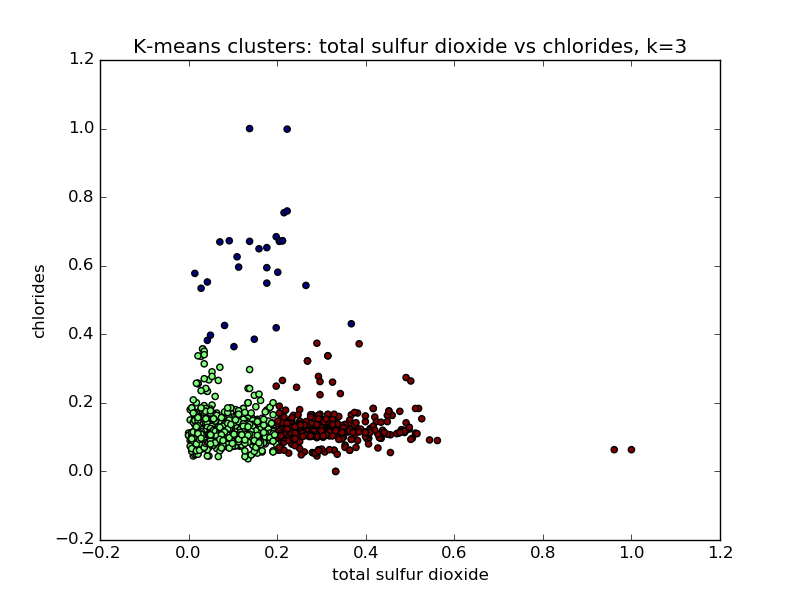 K-means clusters: total sulfur dioxide vs chlorides, k=3
1.2
1.0
0.8
0.6
0.4
0.2
0.0
−0.2
chlorides
−0.2 0.0 0.2 0.4 0.6 0.8 1.0 1.2
total sulfur dioxide